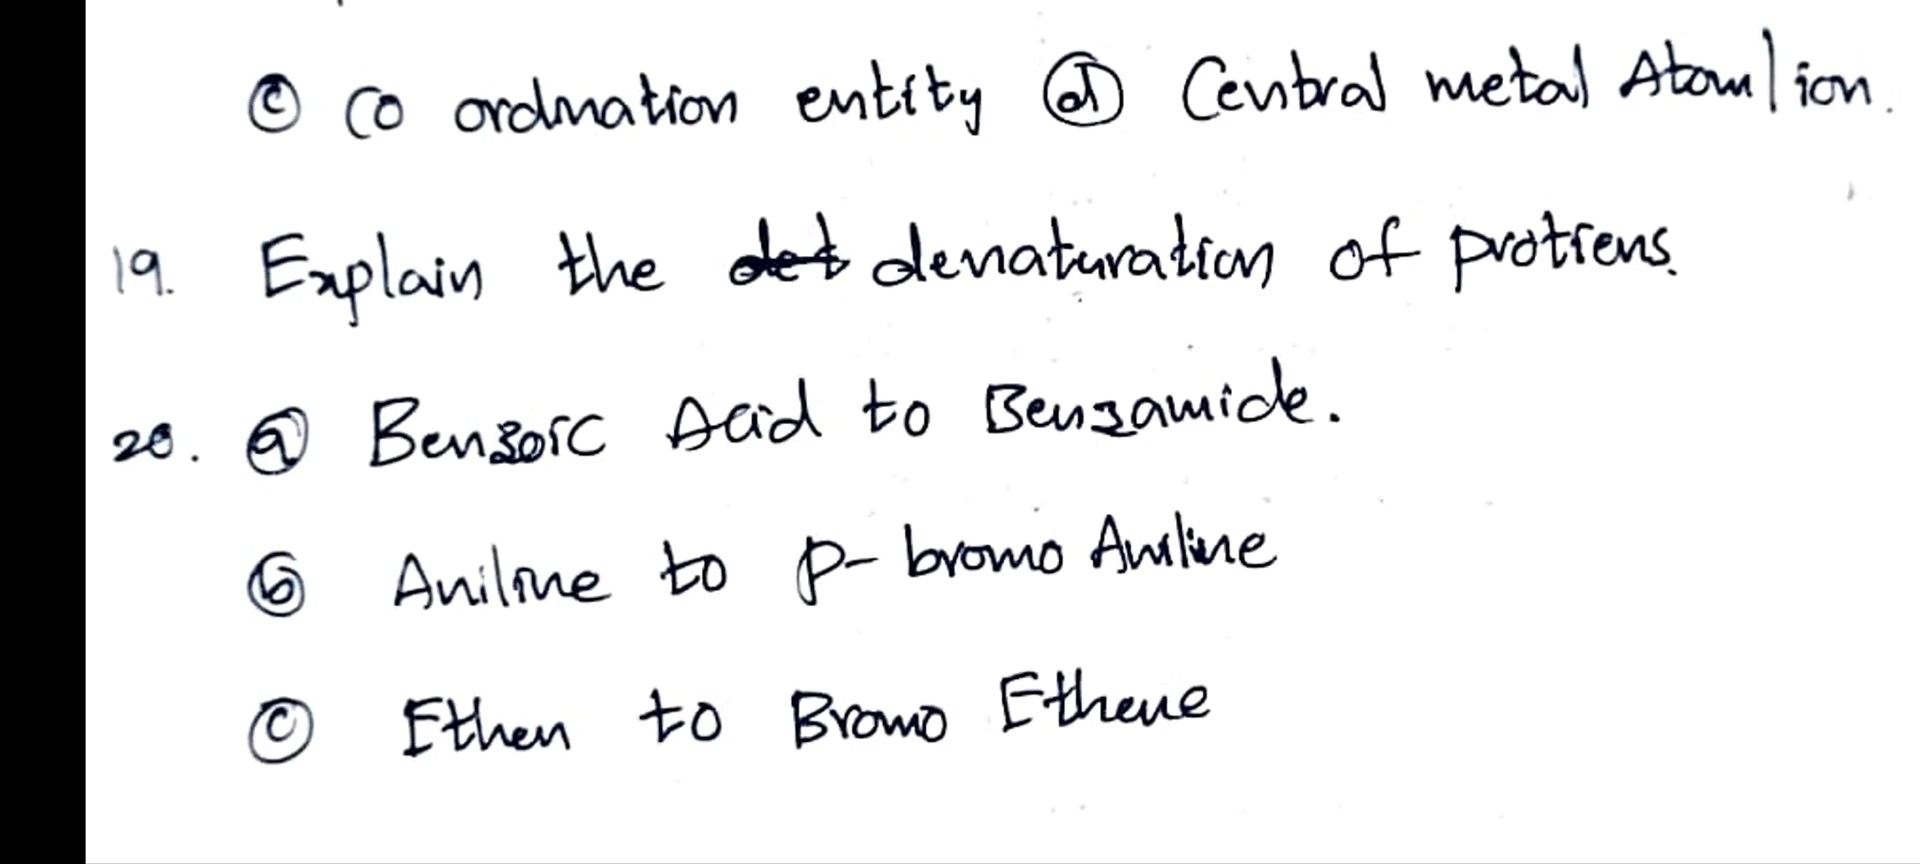 (c) Co ordination entity (d) Central metal Atom/ion.
19. Explain the det denaturation of protiens.
20. (a) Benzoic Acid to Benzamide.
(b) Aniline to p-bromo Aniline
(c) Ethen to Bromo Ethene